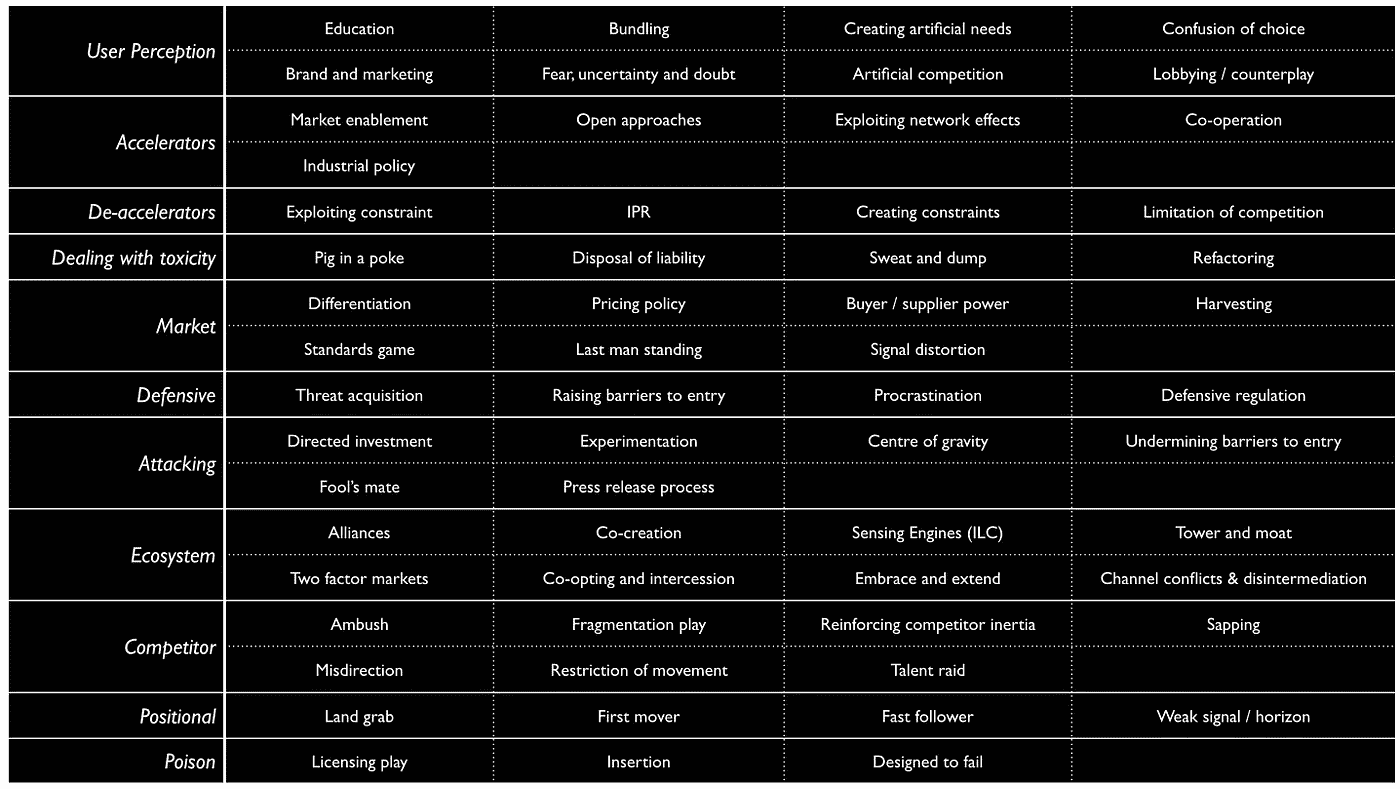 User Perception
Education Bundling Creating artificial needs Confusion of choice
Brand and marketing Fear, uncertainty and doubt Artificial competition Lobbying / counterplay
Accelerators
Market enablement Open approaches Exploiting network effects Co-operation
Industrial policy
De-accelerators Exploiting constraint IPR Creating constraints Limitation of competition
Dealing with toxicity Pig in a poke Disposal of liability Sweat and dump Refactoring
Market
Differentiation Pricing policy Buyer / supplier power Harvesting
Standards game Last man standing Signal distortion
Defensive Threat acquisition Raising barriers to entry Procrastination Defensive regulation
Attacking
Directed investment Experimentation Centre of gravity Undermining barriers to entry
Fool’s mate Press release process
Ecosystem
Alliances Co-creation Sensing Engines (ILC) Tower and moat
Two factor markets Co-opting and intercession Embrace and extend Channel conflicts & disintermediation
Competitor
Ambush Fragmentation play Reinforcing competitor inertia Sapping
Misdirection Restriction of movement Talent raid
Positional Land grab First mover Fast follower Weak signal / horizon
Poison Licensing play Insertion Designed to fail